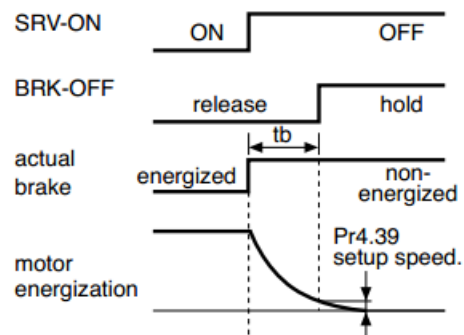 SRV-ON
ON
OFF
BRK-OFF
release
hold
tb
actual
brake
energized
non-
energized
Pr4.39
setup speed.
motor
energization